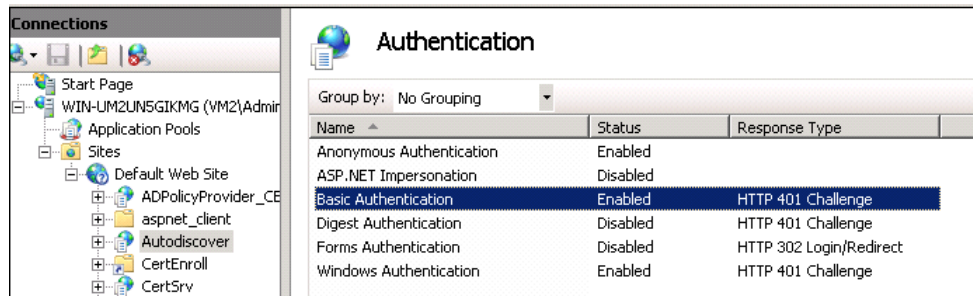 Connections
Start Page
WIN-UM2UN5GIKMG (VM2\Admir
Application Pools
Sites
Default Web Site
ADPolicyProvider_CE
aspnet_client
Autodiscover
CertEnroll
CertSrv
Authentication
Group by: No Grouping
Name Status Response Type
Anonymous Authentication Enabled
ASP.NET Impersonation Disabled
Basic Authentication Enabled HTTP 401 Challenge
Digest Authentication Disabled HTTP 401 Challenge
Forms Authentication Disabled HTTP 302 Login/Redirect
Windows Authentication Enabled HTTP 401 Challenge